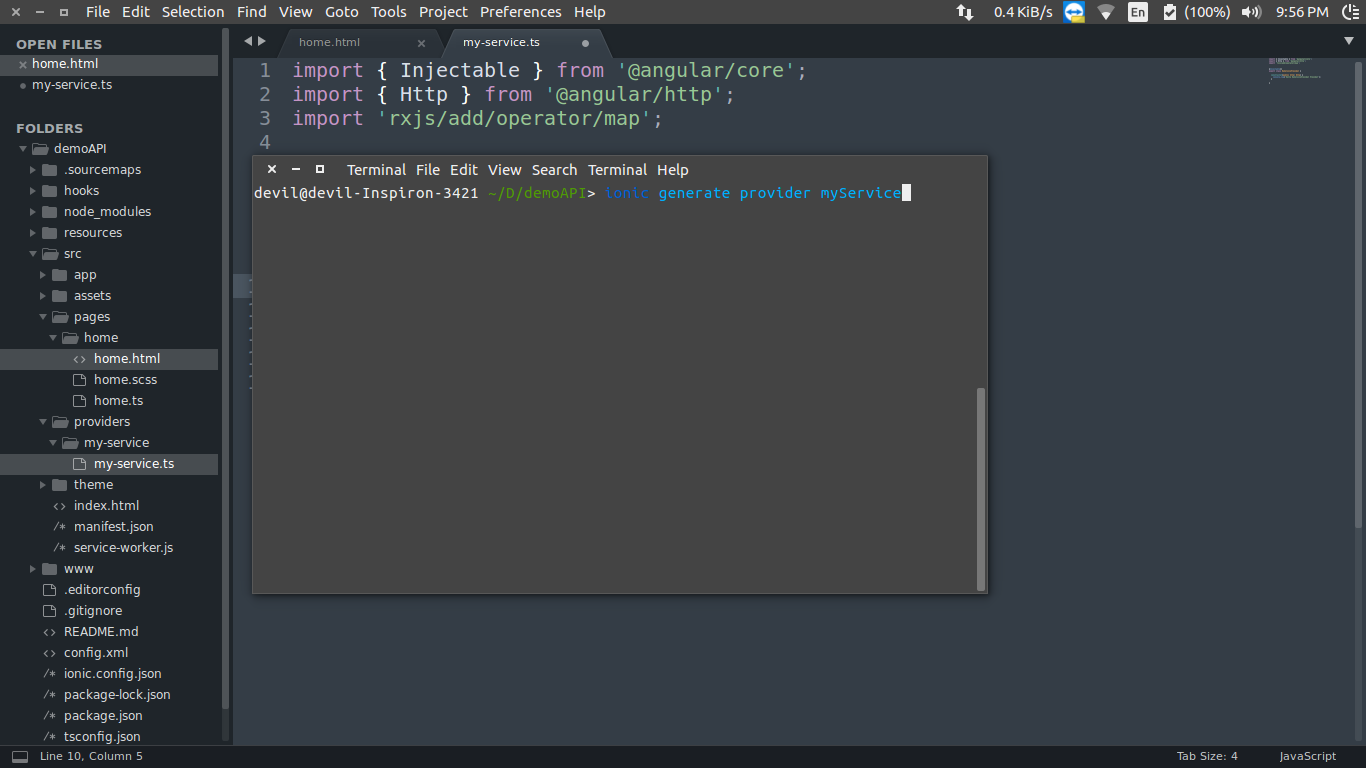 File Edit Selection Find View Goto Tools Project Preferences Help 0.4 KiB/s En (100%) 9:56 PM
OPEN FILES
home.html
my-service.ts
FOLDERS
demoAPI
.sourcemaps
hooks
node_modules
resources
src
app
assets
pages
home
home.html
home.scss
home.ts
providers
my-service
my-service.ts
theme
index.html
manifest.json
service-worker.js
www
.editorconfig
.gitignore
README.md
config.xml
ionic.config.json
package-lock.json
package.json
tsconfig.json
home.html my-service.ts
1 import { Injectable } from '@angular/core';
2 import { Http } from '@angular/http';
3 import 'rxjs/add/operator/map';
4
Terminal File Edit View Search Terminal Help
devil@devil-Inspiron-3421 ~/D/demoAPI> ionic generate provider myService
Line 10, Column 5 Tab Size: 4 JavaScript